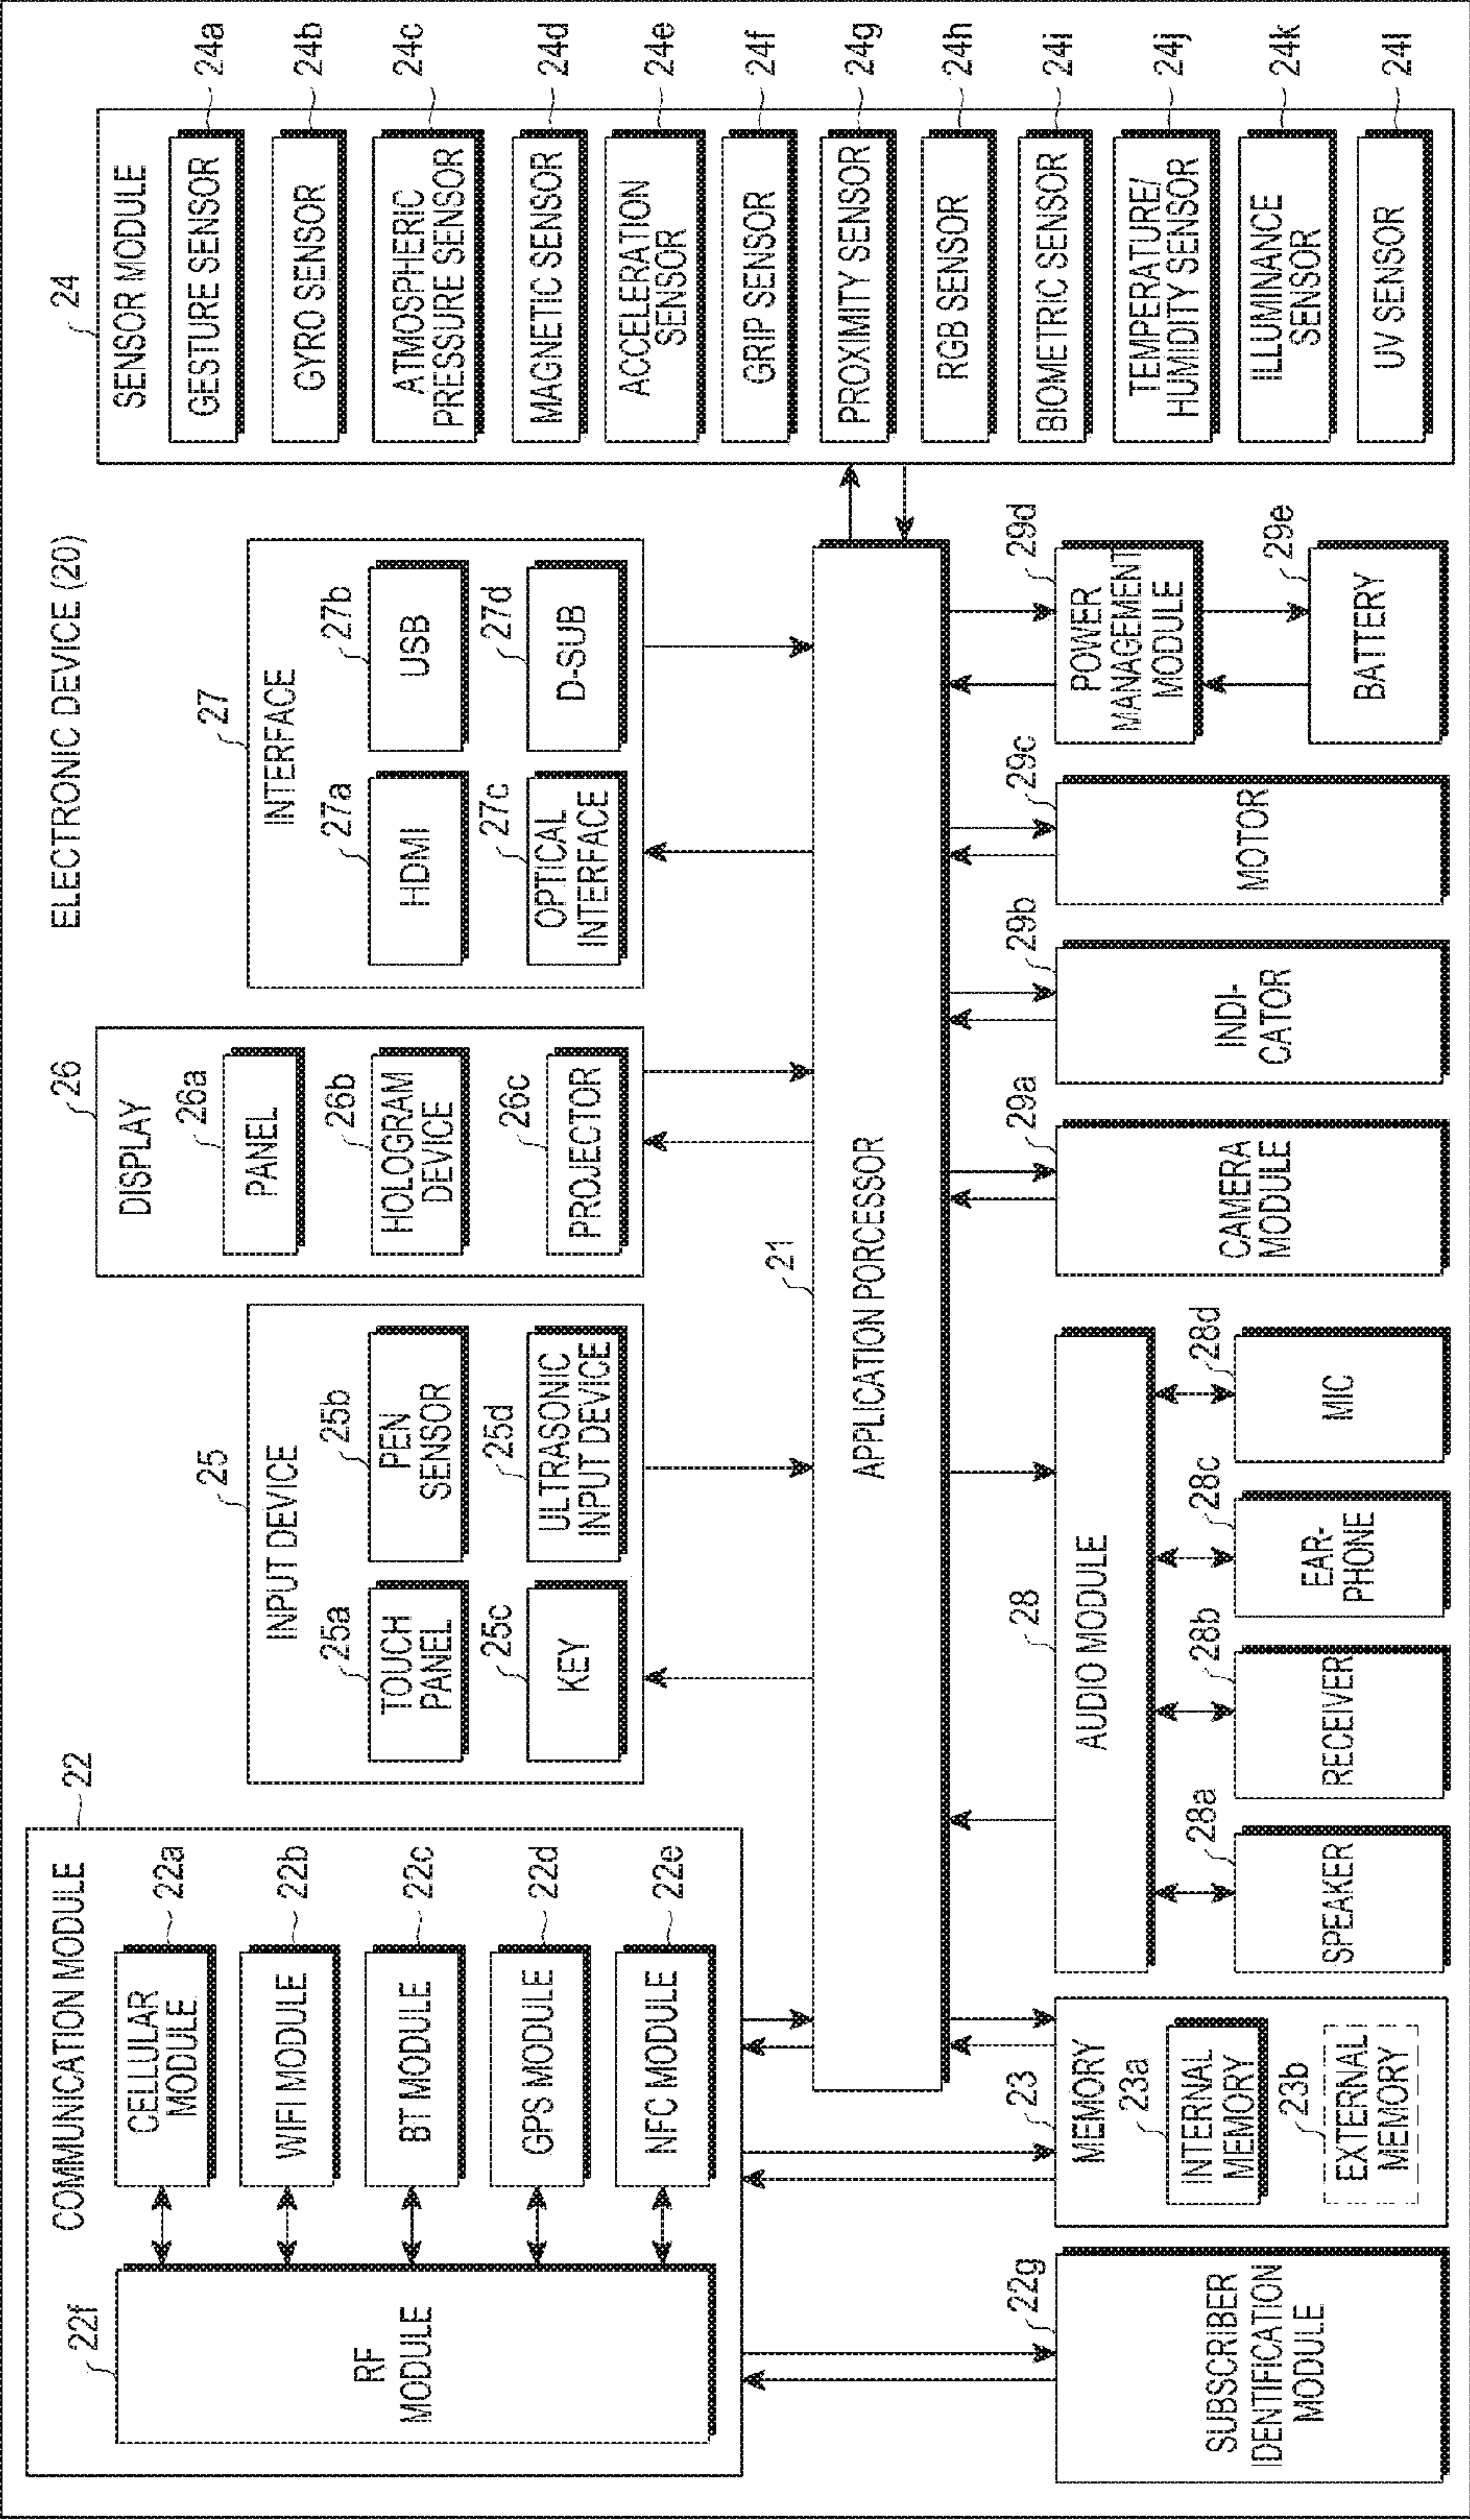 ELECTRONIC DEVICE (20)
COMMUNICATION MODULE
22
22f
RF
MODULE
CELLULAR
MODULE
22a
WIFI MODULE
22b
BT MODULE
22c
GPS MODULE
22d
NFC MODULE
22e
25
INPUT DEVICE
25a
TOUCH
PANEL
25b
PEN
SENSOR
25c
KEY
25d
ULTRASONIC
INPUT DEVICE
26
DISPLAY
26a
PANEL
26b
HOLOGRAM
DEVICE
26c
PROJECTOR
27
INTERFACE
27a
HDMI
27b
USB
27c
OPTICAL
INTERFACE
27d
D-SUB
24
SENSOR MODULE
GESTURE SENSOR
24a
GYRO SENSOR
24b
ATMOSPHERIC
PRESSURE SENSOR
24c
MAGNETIC SENSOR
24d
ACCELERATION
SENSOR
24e
GRIP SENSOR
24f
PROXIMITY SENSOR
24g
RGB SENSOR
24h
BIOMETRIC SENSOR
24i
TEMPERATURE/
HUMIDITY SENSOR
24j
ILLUMINANCE
SENSOR
24k
UV SENSOR
24l
21
APPLICATION PORCESSOR
22g
SUBSCRIBER
IDENTIFICATION
MODULE
23
MEMORY
23a
INTERNAL
MEMORY
23b
EXTERNAL
MEMORY
28
AUDIO MODULE
28a
SPEAKER
28b
RECEIVER
28c
EAR-
PHONE
28d
MIC
29a
CAMERA
MODULE
29b
INDI-
CATOR
29c
MOTOR
29d
POWER
MANAGEMENT
MODULE
29e
BATTERY